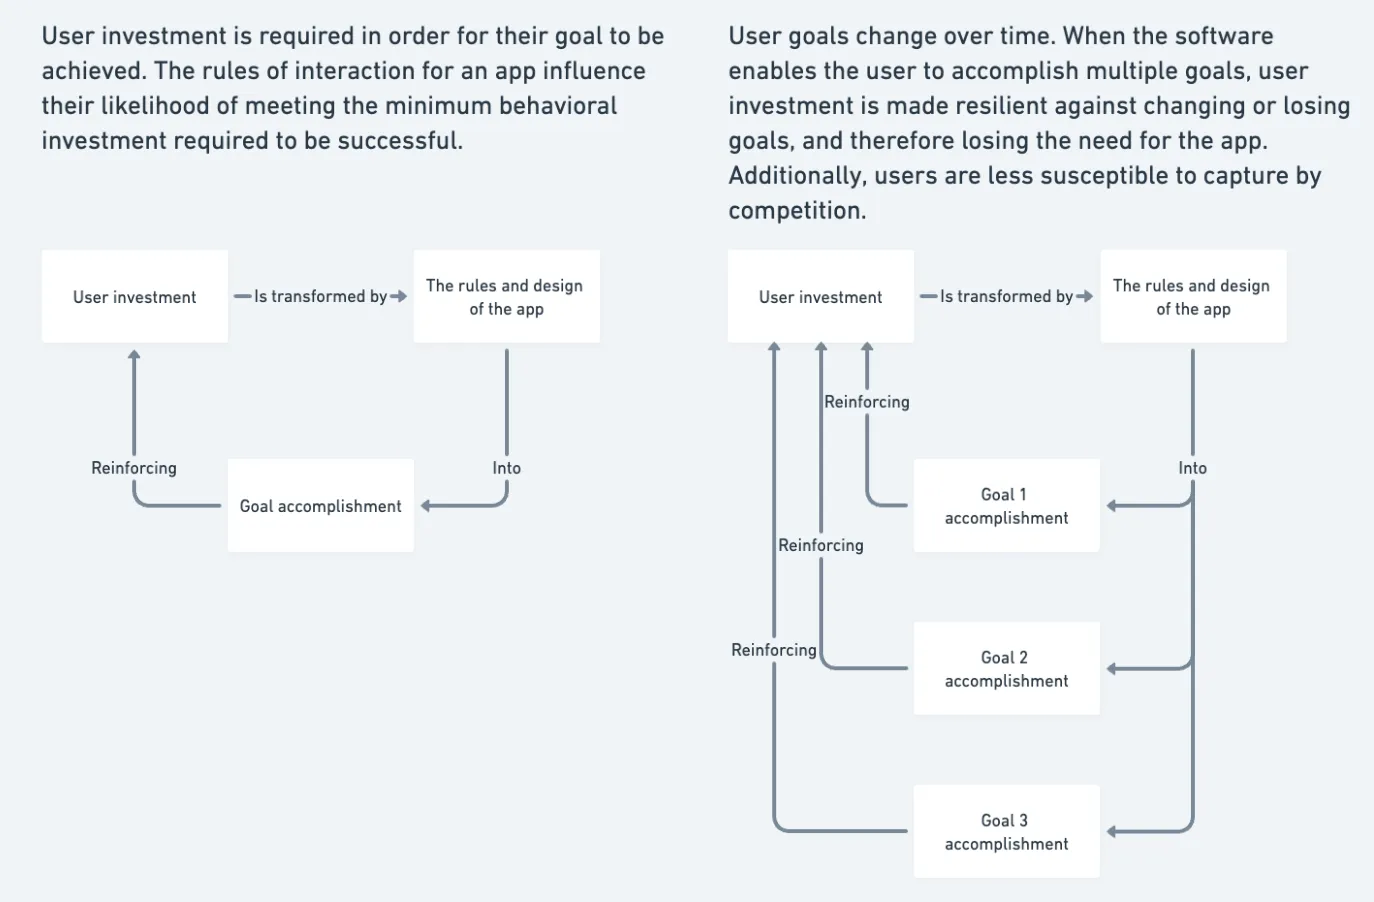 User investment is required in order for their goal to be
achieved. The rules of interaction for an app influence
their likelihood of meeting the minimum behavioral
investment required to be successful.
User investment
Is transformed by
The rules and design
of the app
Reinforcing
Into
Goal accomplishment
User goals change over time. When the software
enables the user to accomplish multiple goals, user
investment is made resilient against changing or losing
goals, and therefore losing the need for the app.
Additionally, users are less susceptible to capture by
competition.
User investment
Is transformed by
The rules and design
of the app
Reinforcing
Into
Goal 1
accomplishment
Reinforcing
Goal 2
accomplishment
Reinforcing
Goal 3
accomplishment